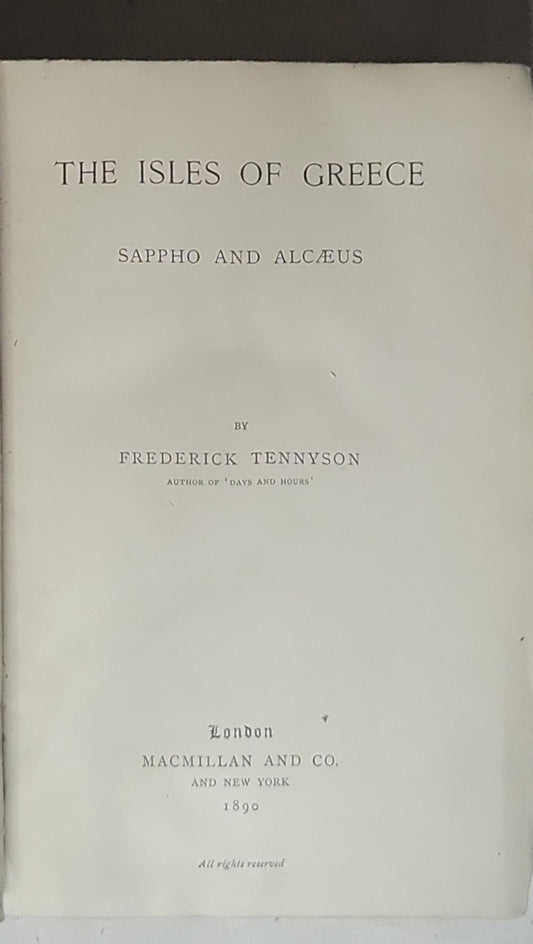 THE ISLES OF GREECE
SAPPHO AND ALCÆUS
BY
FREDERICK TENNYSON
AUTHOR OF ‘DAYS AND HOURS’
London
MACMILLAN AND CO.
AND NEW YORK
1890
All rights reserved